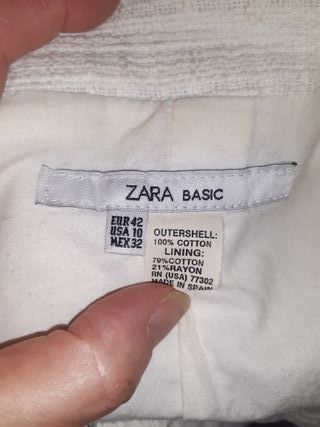 ZARA BASIC
EUR 42
USA 10
MEX 32
OUTERSHELL:
100% COTTON
LINING:
79%COTTON
21%RAYON
RN (USA) 77302
MADE IN SPAIN